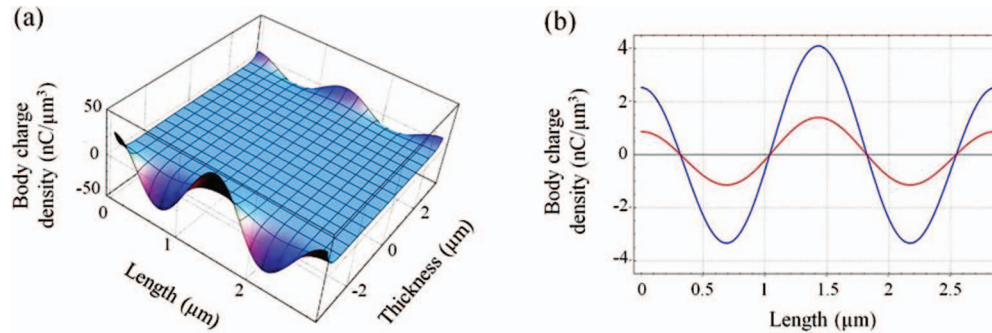 (a)
Body charge
density (nC/μm³)
50
0
-50
0
1
2
Length (μm)
-2
0
2
Thickness (μm)
(b)
Body charge
density (nC/μm³)
4
2
0
-2
-4
0
0.5
1
1.5
2
2.5
Length (μm)